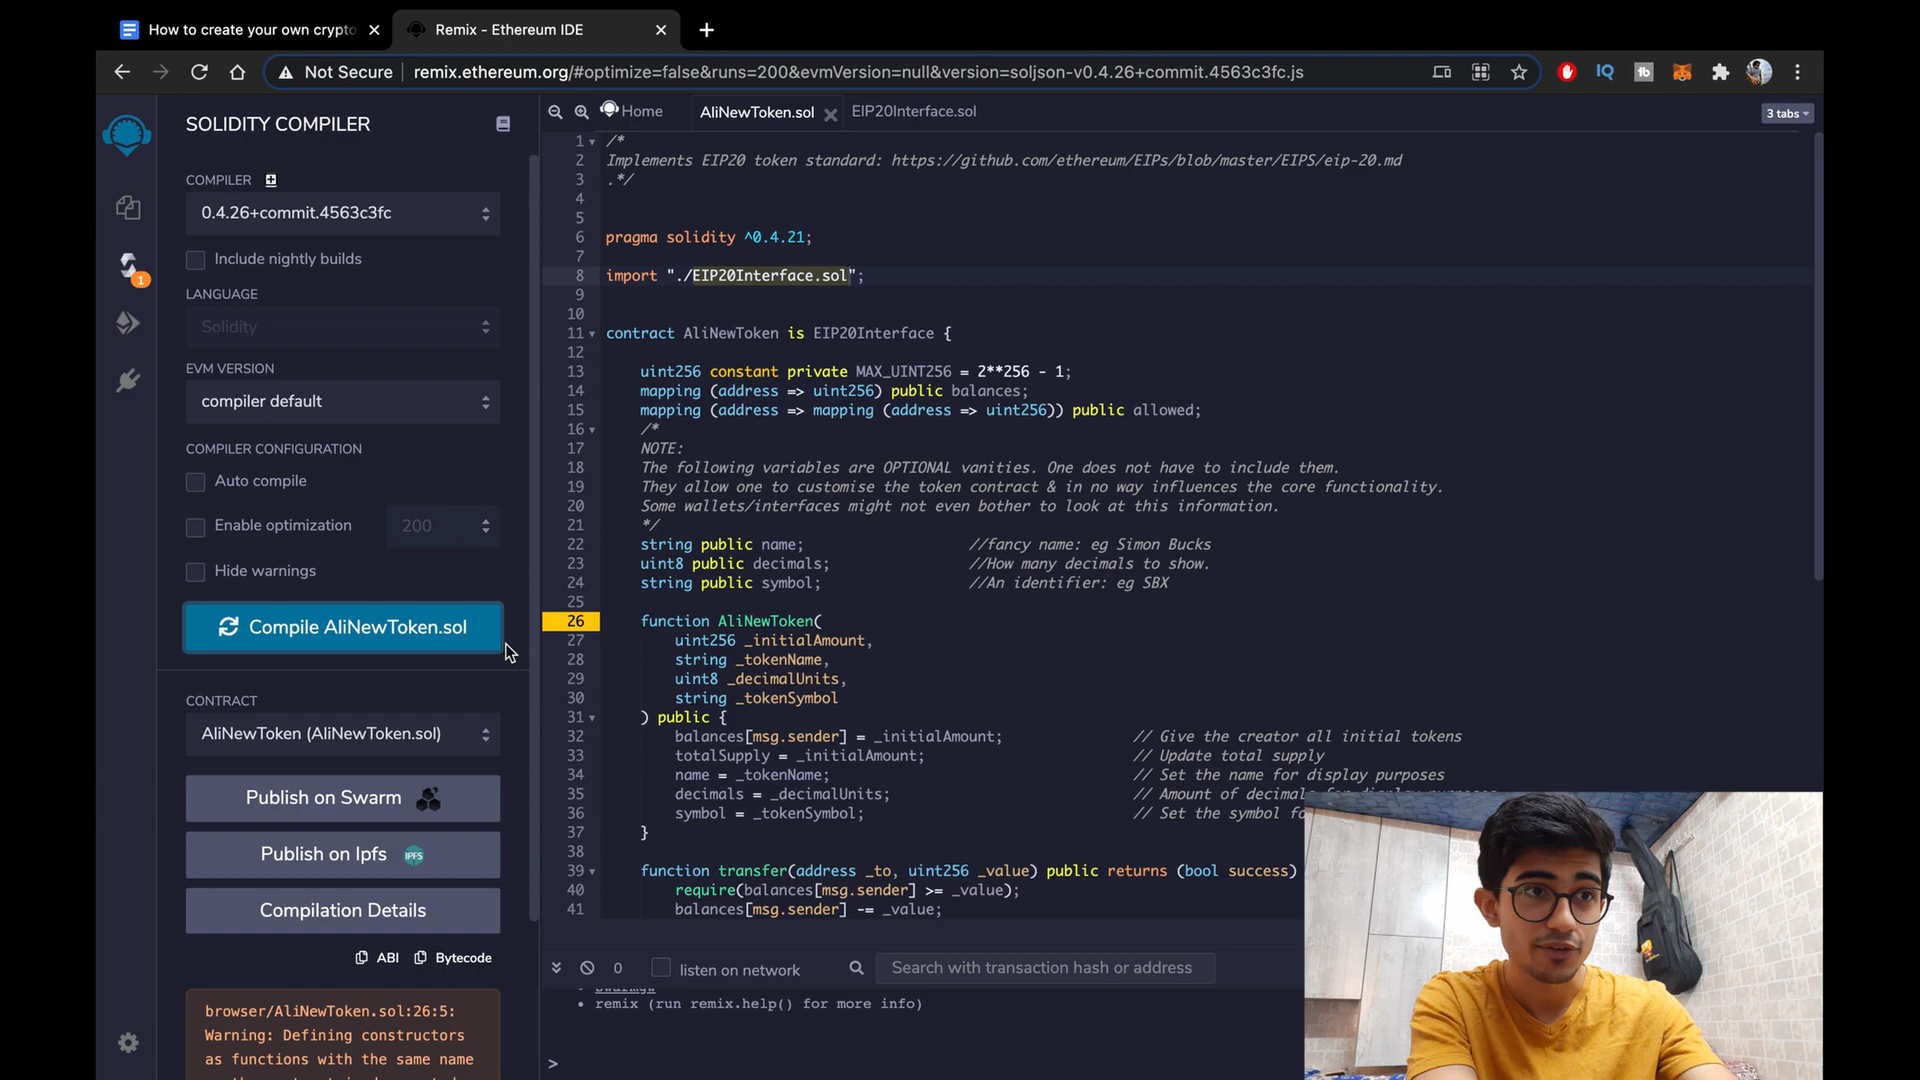 How to create your own crypto
Remix - Ethereum IDE
Not Secure
remix.ethereum.org/#optimize=false&runs=200&evmVersion=null&version=soljson-v0.4.26+commit.4563c3fc.js
SOLIDITY COMPILER
COMPILER
0.4.26+commit.4563c3fc
Include nightly builds
LANGUAGE
Solidity
EVM VERSION
compiler default
COMPILER CONFIGURATION
Auto compile
Enable optimization
200
Hide warnings
Compile AliNewToken.sol
CONTRACT
AliNewToken (AliNewToken.sol)
Publish on Swarm
Publish on Ipfs
IPFS
Compilation Details
ABI
Bytecode
browser/AliNewToken.sol:26:5:
Warning: Defining constructors
as functions with the same name
1
Home
AliNewToken.sol
EIP20Interface.sol
3 tabs
1 /*
2 Implements EIP20 token standard: https://github.com/ethereum/EIPs/blob/master/EIPS/eip-20.md
3 .*/
4
5
6 pragma solidity ^0.4.21;
7
8 import "./EIP20Interface.sol";
9
10
11 contract AliNewToken is EIP20Interface {
12
13 uint256 constant private MAX_UINT256 = 2**256 - 1;
14 mapping (address => uint256) public balances;
15 mapping (address => mapping (address => uint256)) public allowed;
16 /*
17 NOTE:
18 The following variables are OPTIONAL vanities. One does not have to include them.
19 They allow one to customise the token contract & in no way influences the core functionality.
20 Some wallets/interfaces might not even bother to look at this information.
21 */
22 string public name; //fancy name: eg Simon Bucks
23 uint8 public decimals; //How many decimals to show.
24 string public symbol; //An identifier: eg SBX
25
26 function AliNewToken(
27 uint256 _initialAmount,
28 string _tokenName,
29 uint8 _decimalUnits,
30 string _tokenSymbol
31 ) public {
32 balances[msg.sender] = _initialAmount; // Give the creator all initial tokens
33 totalSupply = _initialAmount; // Update total supply
34 name = _tokenName; // Set the name for display purposes
35 decimals = _decimalUnits; // Amount of decimals for display purposes
36 symbol = _tokenSymbol; // Set the symbol fo
37 }
38
39 function transfer(address _to, uint256 _value) public returns (bool success)
40 require(balances[msg.sender] >= _value);
41 balances[msg.sender] -= _value;
0
listen on network
Search with transaction hash or address
• remix (run remix.help() for more info)
>